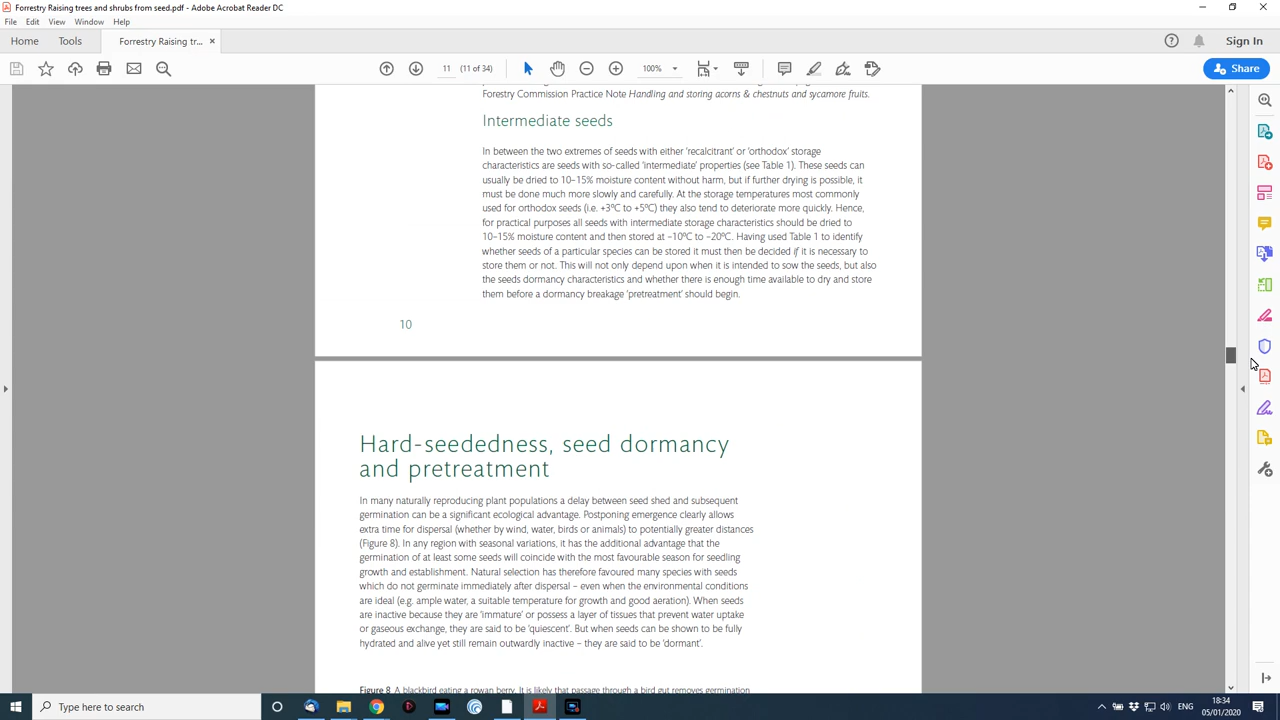 Forrestry Raising trees and shrubs from seed.pdf - Adobe Acrobat Reader DC
File Edit View Window Help
Home Tools Forrestry Raising tr... × Sign In
11 (11 of 34) 100% Share
Forestry Commission Practice Note Handling and storing acorns & chestnuts and sycamore fruits.
Intermediate seeds
In between the two extremes of seeds with either 'recalcitrant' or 'orthodox' storage
characteristics are seeds with so-called 'intermediate' properties (see Table 1). These seeds can
usually be dried to 10–15% moisture content without harm, but if further drying is possible, it
must be done much more slowly and carefully. At the storage temperatures most commonly
used for orthodox seeds (i.e. +3ºC to +5ºC) they also tend to deteriorate more quickly. Hence,
for practical purposes all seeds with intermediate storage characteristics should be dried to
10–15% moisture content and then stored at –10ºC to –20ºC. Having used Table 1 to identify
whether seeds of a particular species can be stored it must then be decided if it is necessary to
store them or not. This will not only depend upon when it is intended to sow the seeds, but also
the seeds dormancy characteristics and whether there is enough time available to dry and store
them before a dormancy breakage 'pretreatment' should begin.
10
Hard-seededness, seed dormancy
and pretreatment
In many naturally reproducing plant populations a delay between seed shed and subsequent
germination can be a significant ecological advantage. Postponing emergence clearly allows
extra time for dispersal (whether by wind, water, birds or animals) to potentially greater distances
(Figure 8). In any region with seasonal variations, it has the additional advantage that the
germination of at least some seeds will coincide with the most favourable season for seedling
growth and establishment. Natural selection has therefore favoured many species with seeds
which do not germinate immediately after dispersal – even when the environmental conditions
are ideal (e.g. ample water, a suitable temperature for growth and good aeration). When seeds
are inactive because they are 'immature' or possess a layer of tissues that prevent water uptake
or gaseous exchange, they are said to be 'quiescent'. But when seeds can be shown to be fully
hydrated and alive yet still remain outwardly inactive – they are said to be 'dormant'.
Figure 8 A blackbird eating a rowan berry. It is likely that passage through a bird gut removes germination
Type here to search
ENG
18:34
05/01/2020